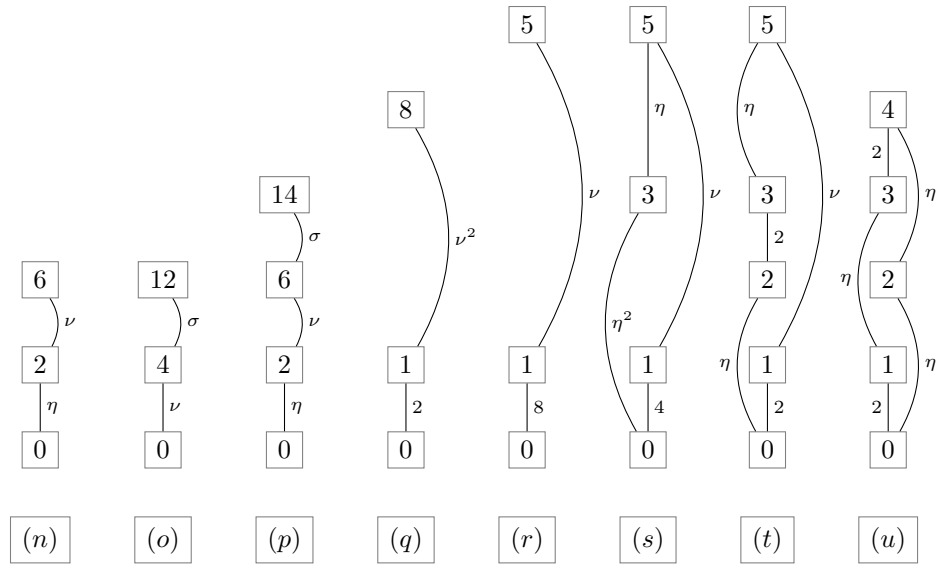 5 5 5
8 η η 4
2
14 3 3 3 η
σ ν ν ν
ν² 2
6 12 6 2 2
η
ν σ ν η²
2 4 2 1 1 1 1 1
η η
η ν η 2 8 4 2 2
0 0 0 0 0 0 0 0
(n) (o) (p) (q) (r) (s) (t) (u)